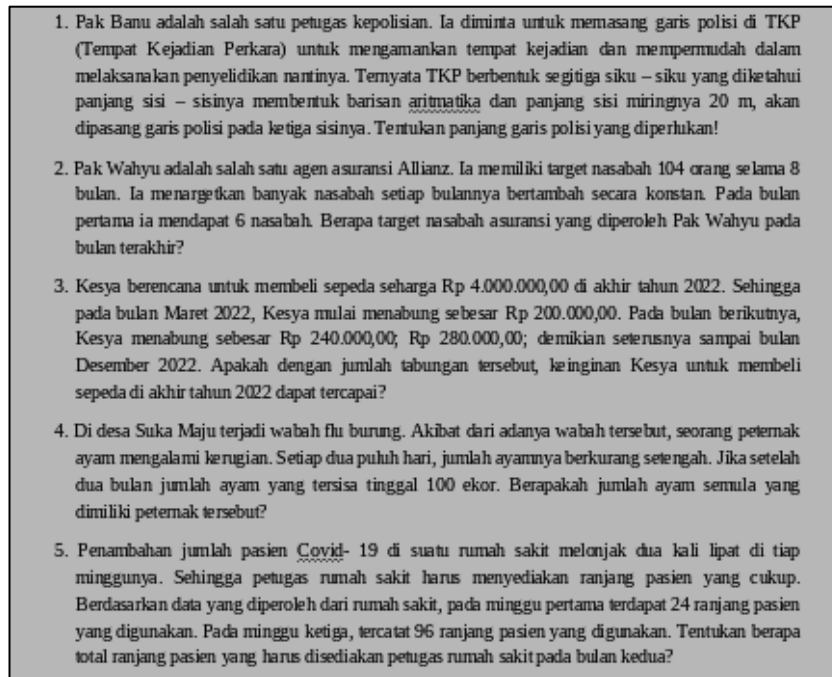 1. Pak Banu adalah salah satu petugas kepolisian. Ia diminta untuk memasang garis polisi di TKP
(Tempat Kejadian Perkara) untuk mengamankan tempat kejadian dan mempermudah dalam
melaksanakan penyelidikan nantinya. Ternyata TKP berbentuk segitiga siku – siku yang diketahui
panjang sisi – sisinya membentuk barisan aritmatika dan panjang sisi miringnya 20 m, akan
dipasang garis polisi pada ketiga sisinya. Tentukan panjang garis polisi yang diperlukan!
2. Pak Wahyu adalah salah satu agen asuransi Allianz. Ia memiliki target nasabah 104 orang selama 8
bulan. Ia menargetkan banyak nasabah setiap bulannya bertambah secara konstan. Pada bulan
pertama ia mendapat 6 nasabah. Berapa target nasabah asuransi yang diperoleh Pak Wahyu pada
bulan terakhir?
3. Kesya berencana untuk membeli sepeda seharga Rp 4.000.000,00 di akhir tahun 2022. Sehingga
pada bulan Maret 2022, Kesya mulai menabung sebesar Rp 200.000,00. Pada bulan berikutnya,
Kesya menabung sebesar Rp 240.000,00; Rp 280.000,00; demikian seterusnya sampai bulan
Desember 2022. Apakah dengan jumlah tabungan tersebut, keinginan Kesya untuk membeli
sepeda di akhir tahun 2022 dapat tercapai?
4. Di desa Suka Maju terjadi wabah flu burung. Akibat dari adanya wabah tersebut, seorang peternak
ayam mengalami kerugian. Setiap dua puluh hari, jumlah ayamnya berkurang setengah. Jika setelah
dua bulan jumlah ayam yang tersisa tinggal 100 ekor. Berapakah jumlah ayam semula yang
dimiliki peternak tersebut?
5. Penambahan jumlah pasien Covid- 19 di suatu rumah sakit melonjak dua kali lipat di tiap
minggunya. Sehingga petugas rumah sakit harus menyediakan ranjang pasien yang cukup.
Berdasarkan data yang diperoleh dari rumah sakit, pada minggu pertama terdapat 24 ranjang pasien
yang digunakan. Pada minggu ketiga, tercatat 96 ranjang pasien yang digunakan. Tentukan berapa
total ranjang pasien yang harus disediakan petugas rumah sakit pada bulan kedua?